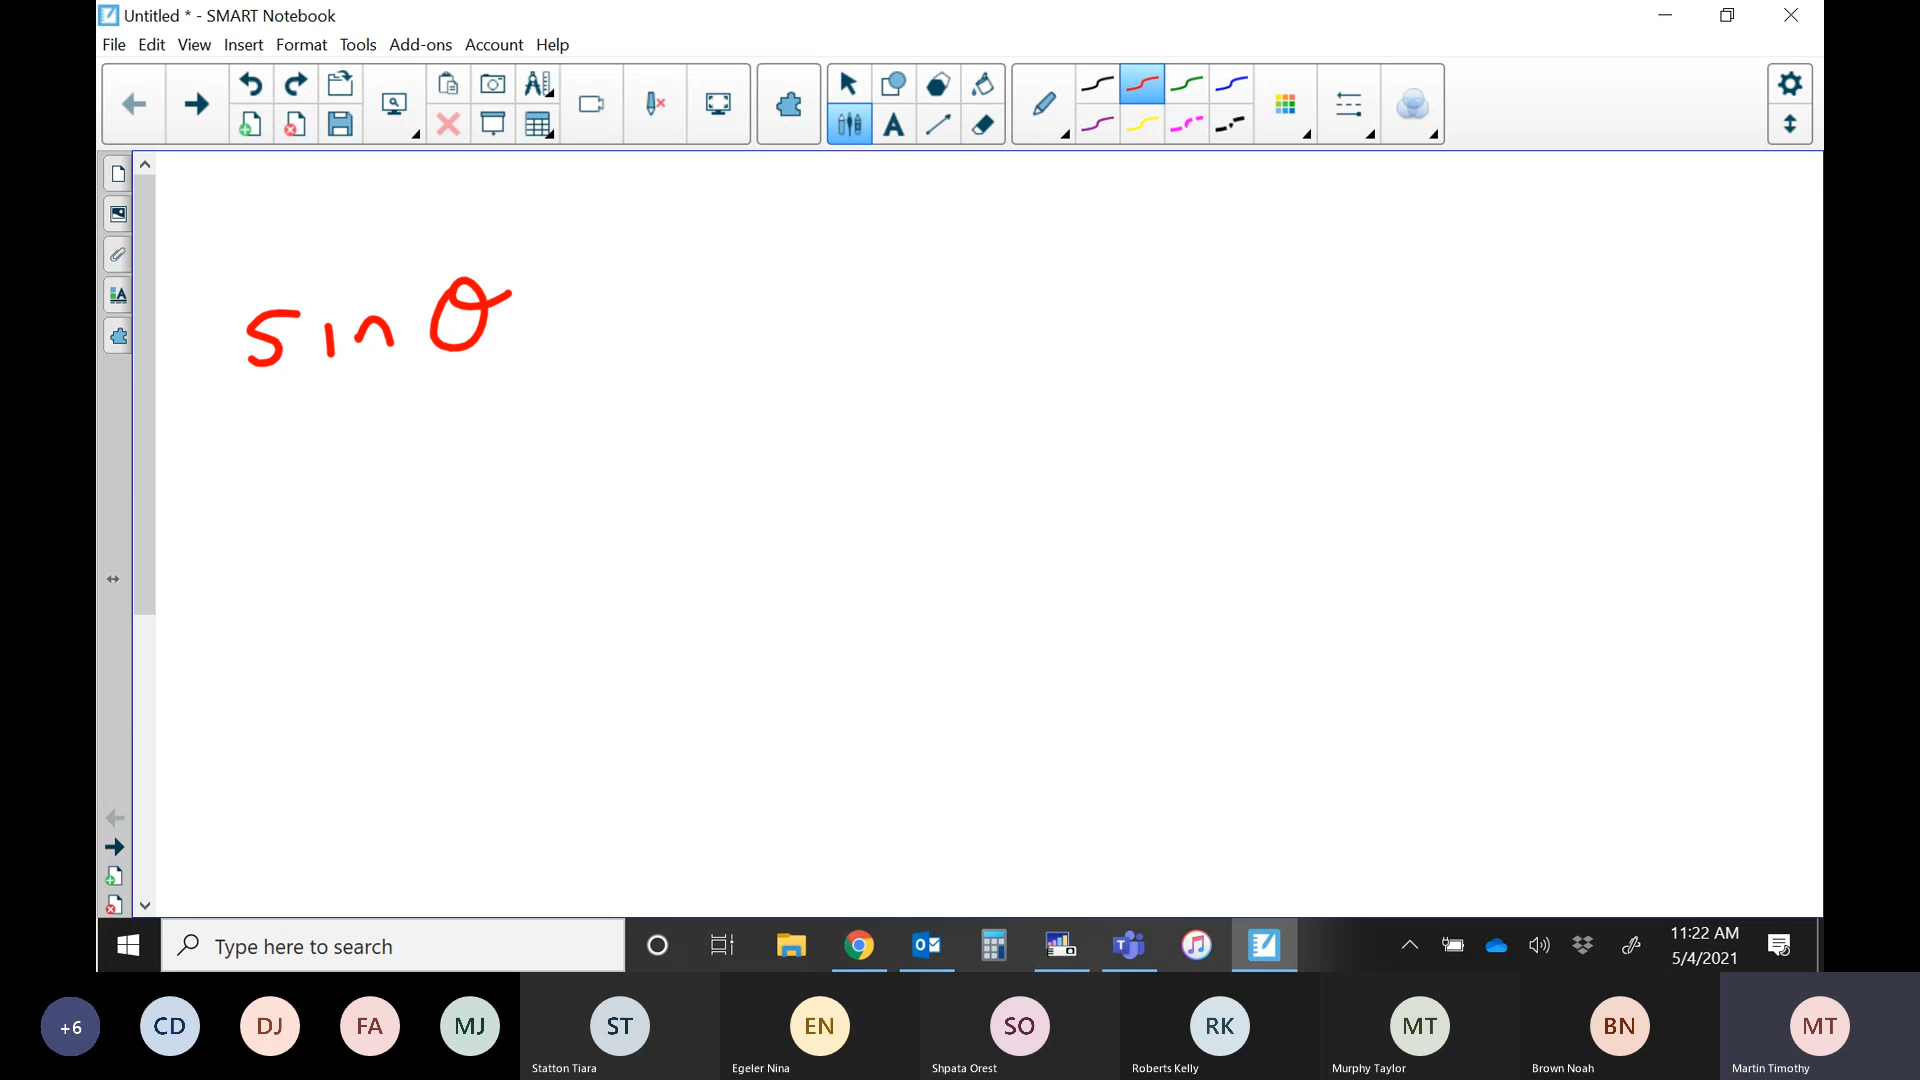 Untitled * - SMART Notebook
File Edit View Insert Format Tools Add-ons Account Help
sin θ
Type here to search
11:22 AM
5/4/2021
+6 CD DJ FA MJ ST EN SO RK MT BN MT
Statton Tiara Egeler Nina Shpata Orest Roberts Kelly Murphy Taylor Brown Noah Martin Timothy